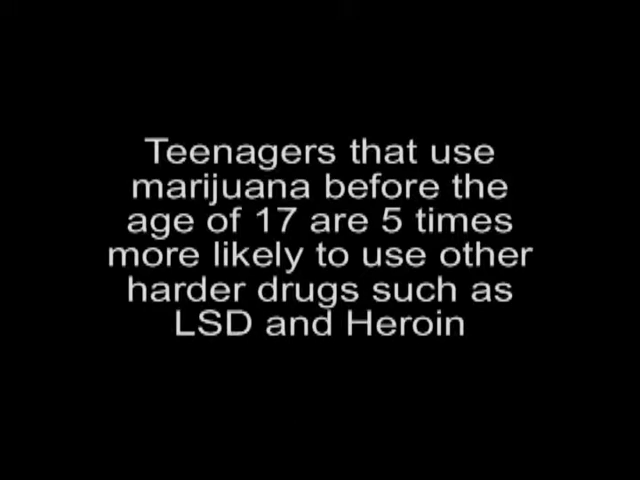 Teenagers that use
marijuana before the
age of 17 are 5 times
more likely to use other
harder drugs such as
LSD and Heroin